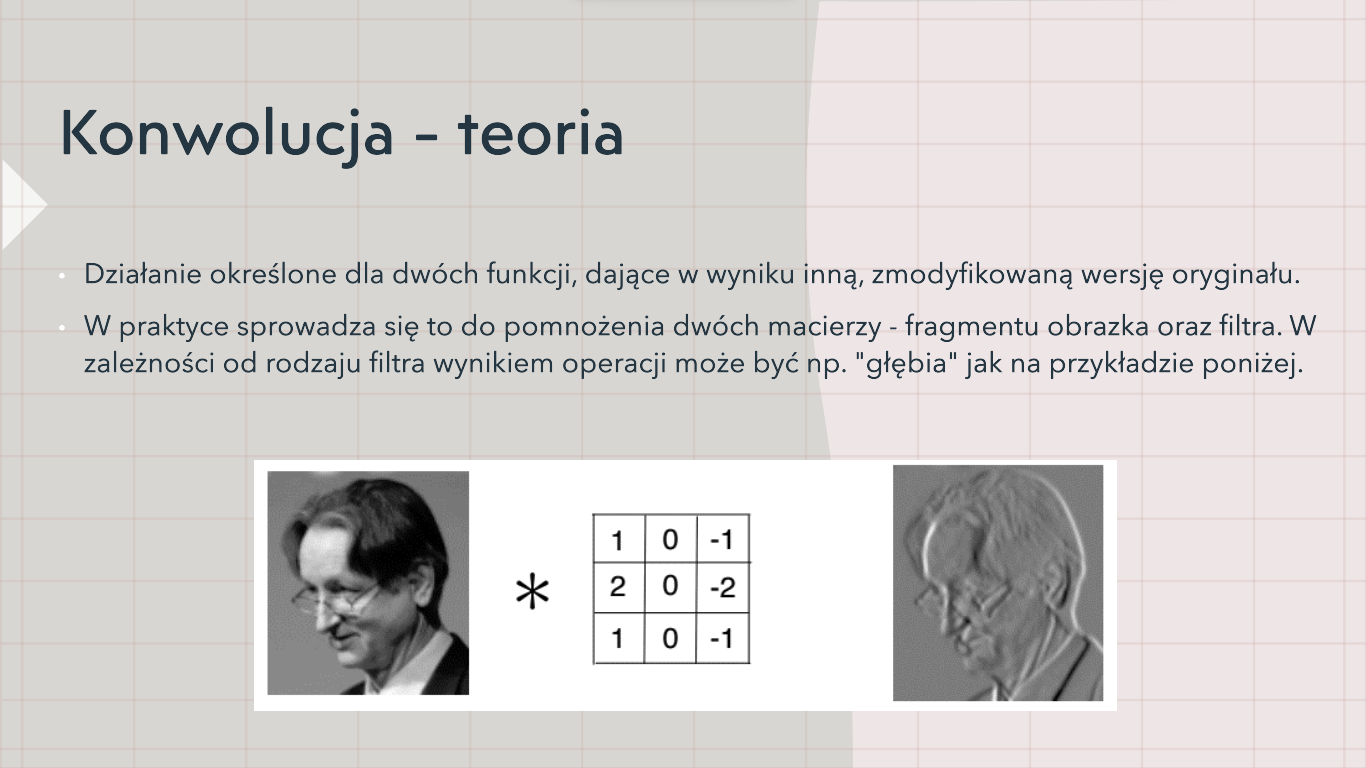 Konwolucja - teoria
Działanie określone dla dwóch funkcji, dające w wyniku inną, zmodyfikowaną wersję oryginału.
W praktyce sprowadza się to do pomnożenia dwóch macierzy - fragmentu obrazka oraz filtra. W
zależności od rodzaju filtra wynikiem operacji może być np. "głębia" jak na przykładzie poniżej.
1 0 -1
* 2 0 -2
1 0 -1